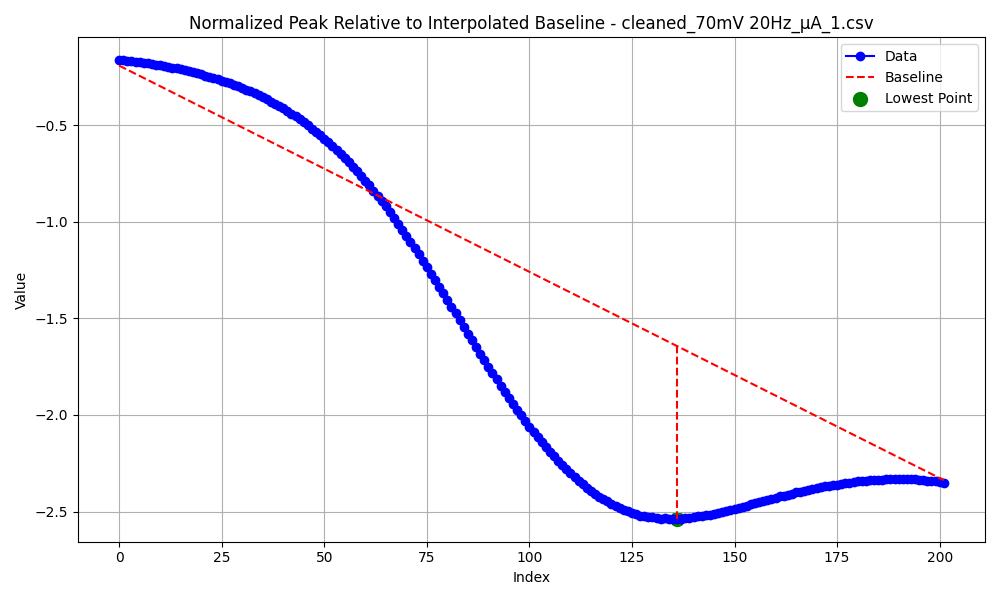 Normalized Peak Relative to Interpolated Baseline - cleaned_70mV 20Hz_μA_1.csv
Data
Baseline
Lowest Point
−0.5
−1.0
−1.5
−2.0
−2.5
Value
0
25
50
75
100
125
150
175
200
Index